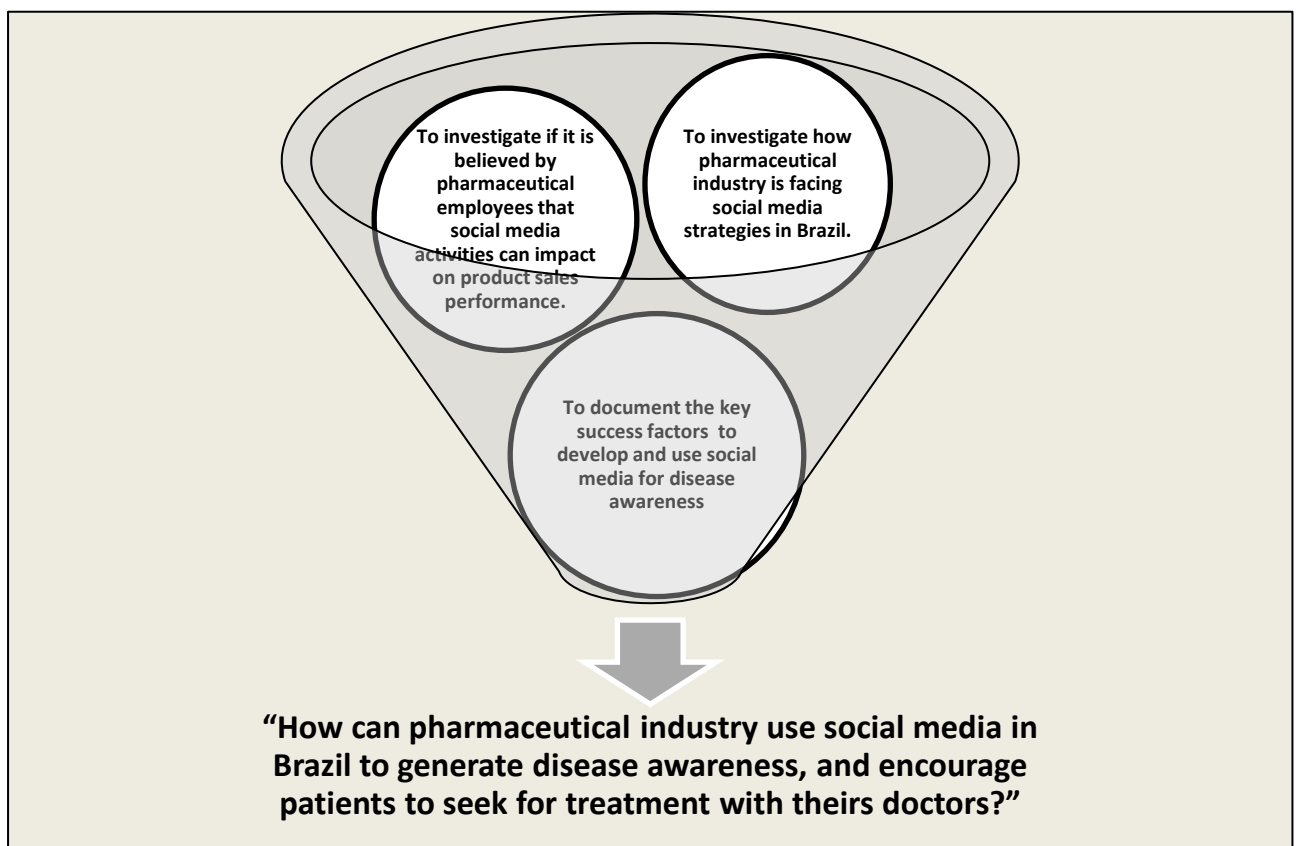 To investigate if it is
believed by
pharmaceutical
employees that
social media
activities can impact
on product sales
performance.
To investigate how
pharmaceutical
industry is facing
social media
strategies in Brazil.
To document the key
success factors to
develop and use social
media for disease
awareness
“How can pharmaceutical industry use social media in
Brazil to generate disease awareness, and encourage
patients to seek for treatment with theirs doctors?”